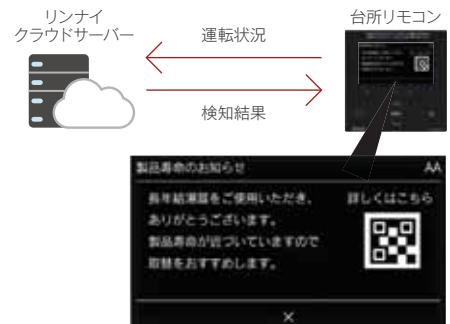 リンナイ
クラウドサーバー
運転状況
台所リモコン
検知結果
製品寿命のお知らせ
AA
長年給湯器をご使用いただき、
ありがとうございます。
製品寿命が近づいていますので
取替をおすすめします。
詳しくはこちら
×